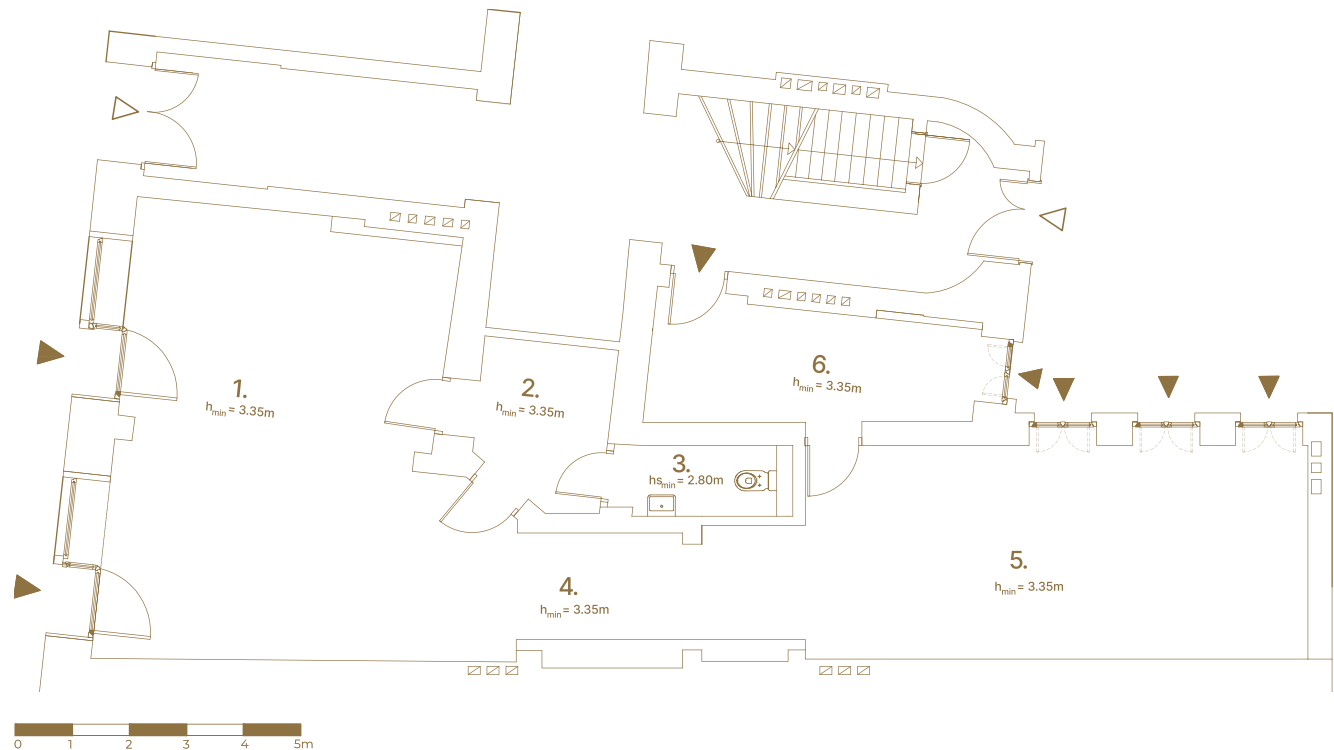 1.
hmin = 3.35m
2.
hmin = 3.35m
6.
hmin = 3.35m
3.
hsmin = 2.80m
4.
hmin = 3.35m
5.
hmin = 3.35m
0 1 2 3 4 5m